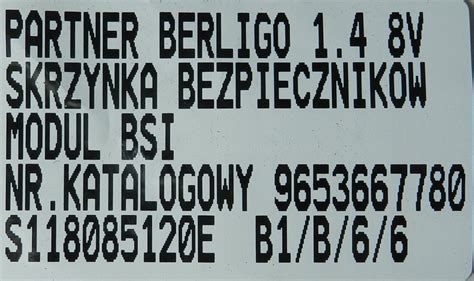 PARTNER BERLIGO 1.4 8V
SKRZYNKA BEZPIECZNIKOW
MODUL BSI
NR.KATALOGOWY 9653667780
S118085120E B1/B/6/6